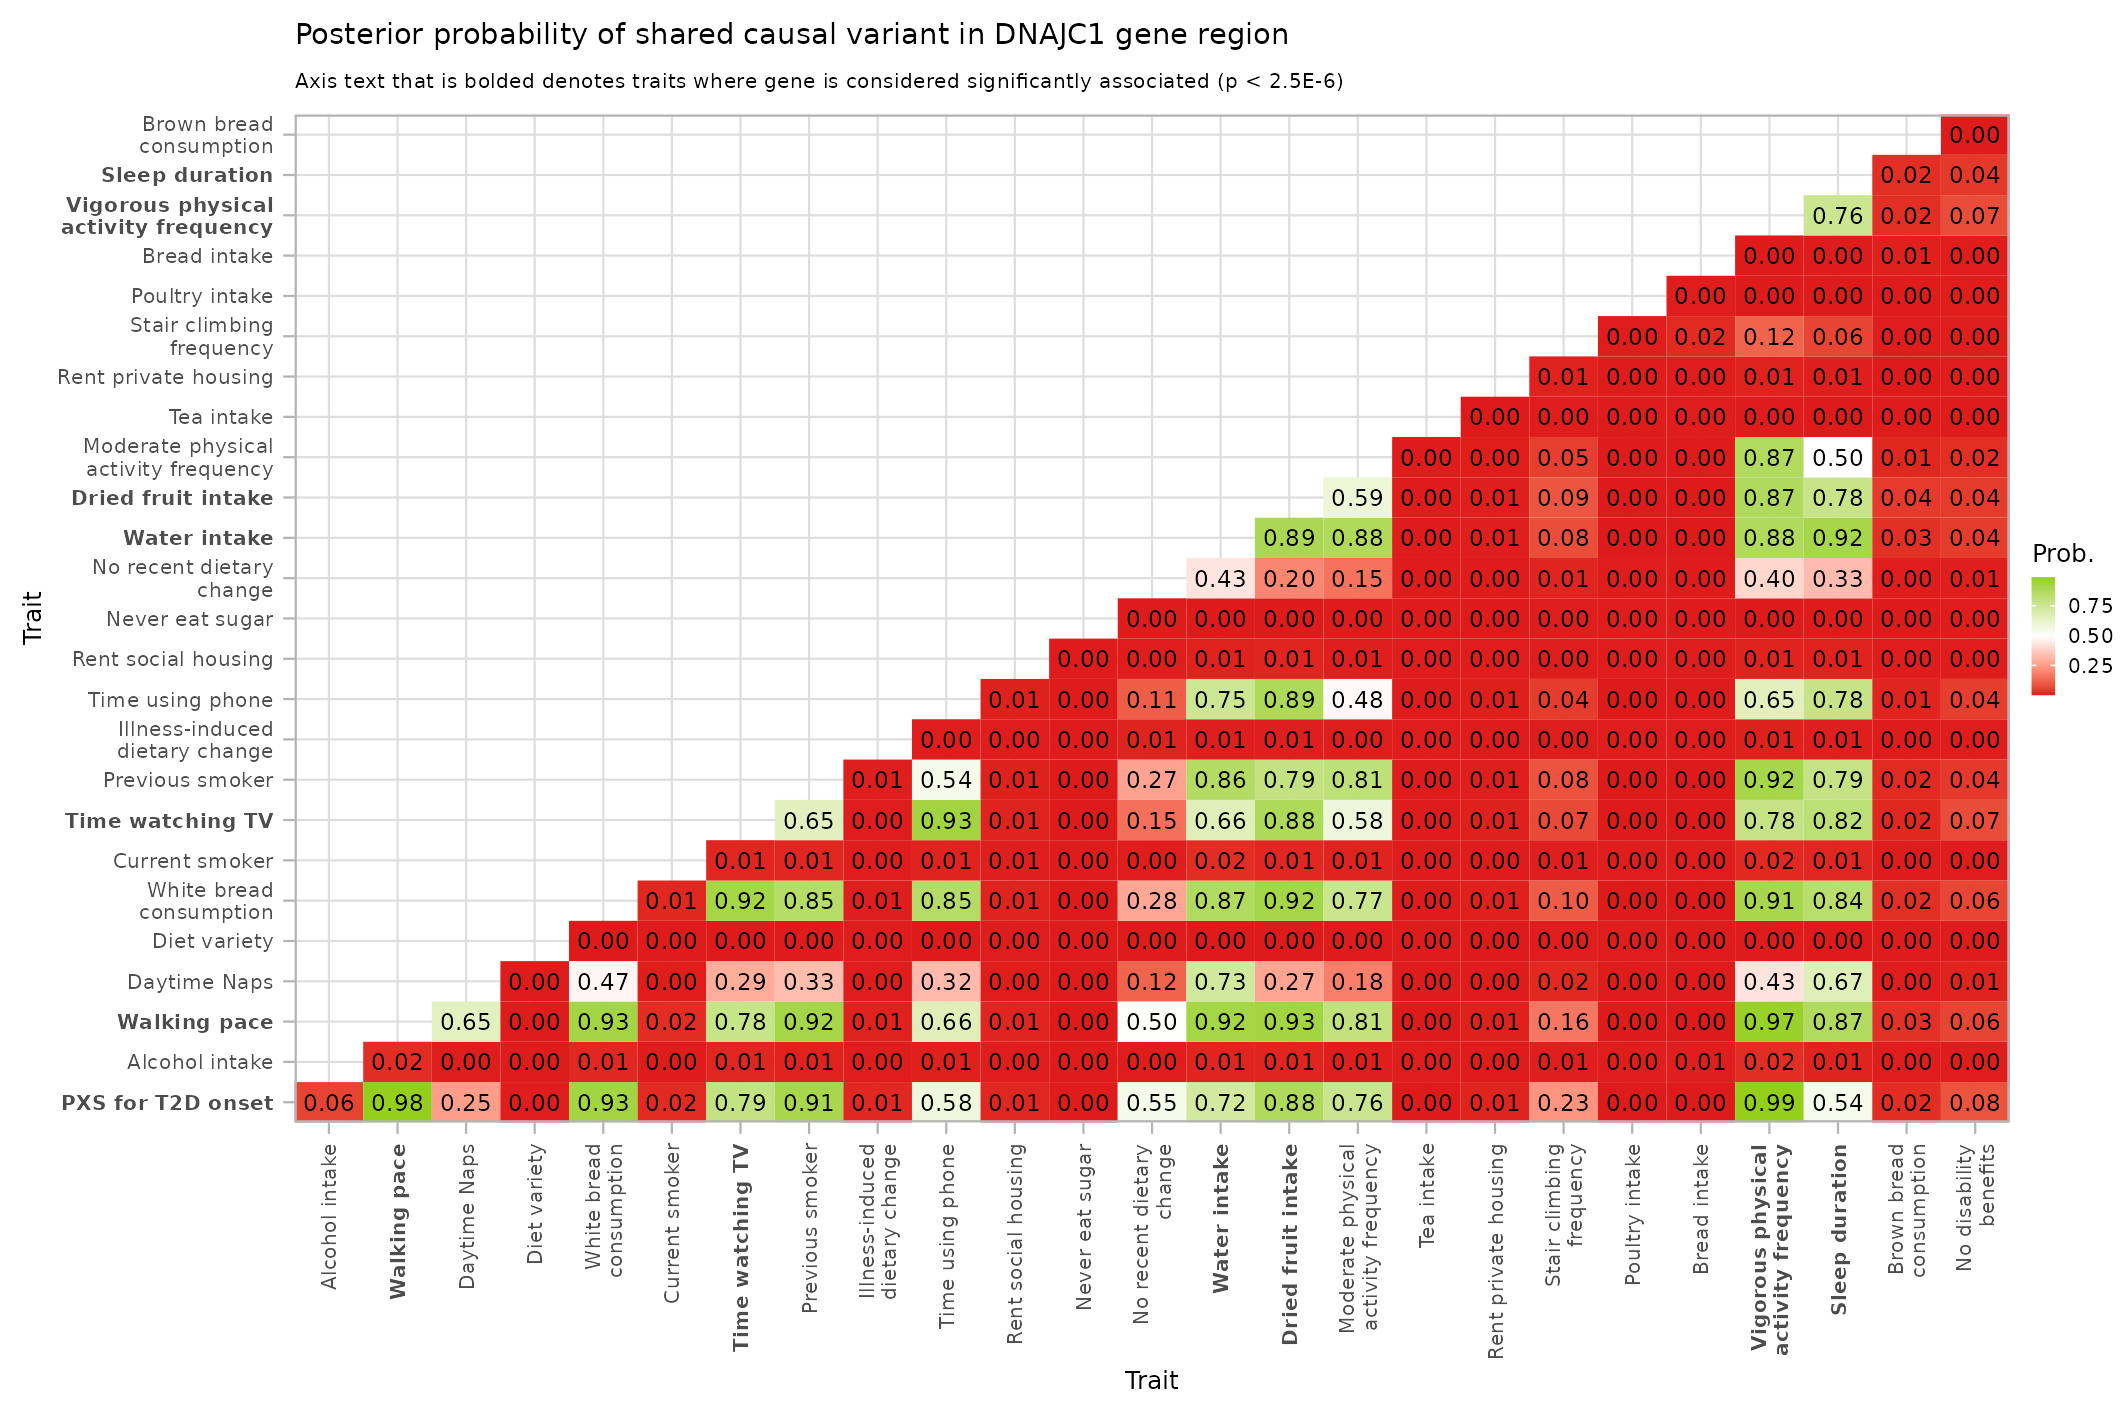 Posterior probability of shared causal variant in DNAJC1 gene region
Axis text that is bolded denotes traits where gene is considered significantly associated (p < 2.5E-6)
Brown bread
consumption
0.00
Sleep duration
0.02 0.04
Vigorous physical
activity frequency
0.76 0.02 0.07
Bread intake
0.00 0.00 0.01 0.00
Poultry intake
0.00 0.00 0.00 0.00 0.00
Stair climbing
frequency
0.00 0.02 0.12 0.06 0.00 0.00
Rent private housing
0.01 0.00 0.00 0.01 0.01 0.00 0.00
Tea intake
0.00 0.00 0.00 0.00 0.00 0.00 0.00 0.00
Moderate physical
activity frequency
0.00 0.00 0.05 0.00 0.00 0.87 0.50 0.01 0.02
Dried fruit intake
0.59 0.00 0.01 0.09 0.00 0.00 0.87 0.78 0.04 0.04
Water intake
0.89 0.88 0.00 0.01 0.08 0.00 0.00 0.88 0.92 0.03 0.04
No recent dietary
change
0.43 0.20 0.15 0.00 0.00 0.01 0.00 0.00 0.40 0.33 0.00 0.01
Never eat sugar
0.00 0.00 0.00 0.00 0.00 0.00 0.00 0.00 0.00 0.00 0.00 0.00 0.00
Rent social housing
0.00 0.00 0.01 0.01 0.01 0.00 0.00 0.00 0.00 0.00 0.01 0.01 0.00 0.00
Time using phone
0.01 0.00 0.11 0.75 0.89 0.48 0.00 0.01 0.04 0.00 0.00 0.65 0.78 0.01 0.04
Illness-induced
dietary change
0.00 0.00 0.00 0.01 0.01 0.01 0.00 0.00 0.00 0.00 0.00 0.00 0.01 0.01 0.00 0.00
Previous smoker
0.01 0.54 0.01 0.00 0.27 0.86 0.79 0.81 0.00 0.01 0.08 0.00 0.00 0.92 0.79 0.02 0.04
Time watching TV
0.65 0.00 0.93 0.01 0.00 0.15 0.66 0.88 0.58 0.00 0.01 0.07 0.00 0.00 0.78 0.82 0.02 0.07
Current smoker
0.01 0.01 0.00 0.01 0.01 0.00 0.00 0.02 0.01 0.01 0.00 0.00 0.01 0.00 0.00 0.02 0.01 0.00 0.00
White bread
consumption
0.01 0.92 0.85 0.01 0.85 0.01 0.00 0.28 0.87 0.92 0.77 0.00 0.01 0.10 0.00 0.00 0.91 0.84 0.02 0.06
Diet variety
0.00 0.00 0.00 0.00 0.00 0.00 0.00 0.00 0.00 0.00 0.00 0.00 0.00 0.00 0.00 0.00 0.00 0.00 0.00 0.00 0.00
Daytime Naps
0.00 0.47 0.00 0.29 0.33 0.00 0.32 0.00 0.00 0.12 0.73 0.27 0.18 0.00 0.00 0.02 0.00 0.00 0.43 0.67 0.00 0.01
Walking pace
0.65 0.00 0.93 0.02 0.78 0.92 0.01 0.66 0.01 0.00 0.50 0.92 0.93 0.81 0.00 0.01 0.16 0.00 0.00 0.97 0.87 0.03 0.06
Alcohol intake
0.02 0.00 0.00 0.01 0.00 0.01 0.01 0.00 0.01 0.00 0.00 0.00 0.01 0.01 0.01 0.00 0.00 0.01 0.00 0.01 0.02 0.01 0.00 0.00
PXS for T2D onset
0.06 0.98 0.25 0.00 0.93 0.02 0.79 0.91 0.01 0.58 0.01 0.00 0.55 0.72 0.88 0.76 0.00 0.01 0.23 0.00 0.00 0.99 0.54 0.02 0.08
Trait
Alcohol intake
Walking pace
Daytime Naps
Diet variety
White bread
consumption
Current smoker
Time watching TV
Previous smoker
Illness-induced
dietary change
Time using phone
Rent social housing
Never eat sugar
No recent dietary
change
Water intake
Dried fruit intake
Moderate physical
activity frequency
Tea intake
Rent private housing
Stair climbing
frequency
Poultry intake
Bread intake
Vigorous physical
activity frequency
Sleep duration
Brown bread
consumption
No disability
benefits
Trait
Prob.
0.75
0.50
0.25